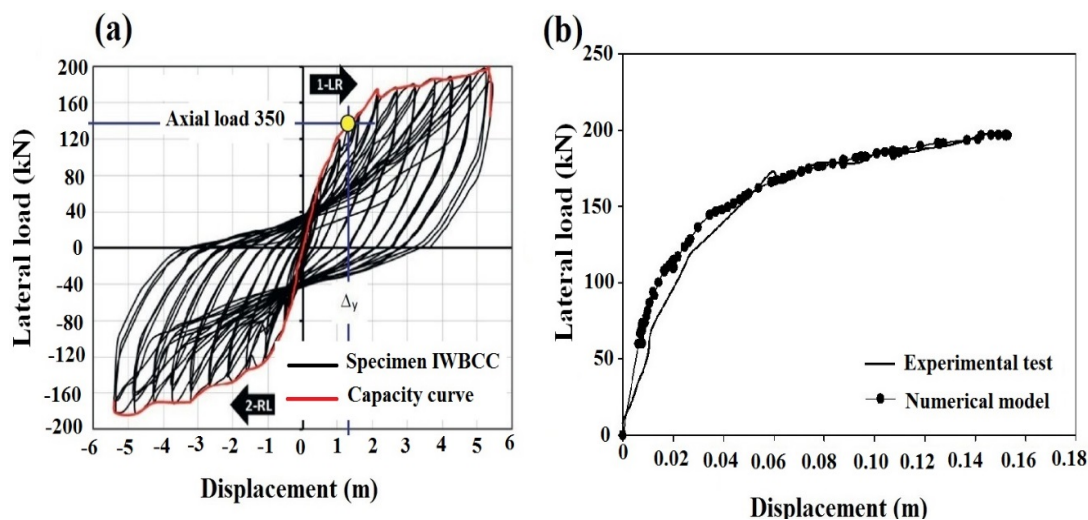 (a)
Lateral load (kN)
200
160
120
80
40
0
-40
-80
-120
-160
-200
1-LR
Axial load 350
Δy
Specimen IWBCC
Capacity curve
2-RL
-6 -5 -4 -3 -2 -1 0 1 2 3 4 5 6
Displacement (m)
(b)
Lateral load (kN)
250
200
150
100
50
0
Experimental test
Numerical model
0 0.02 0.04 0.06 0.08 0.10 0.12 0.14 0.16 0.18
Displacement (m)